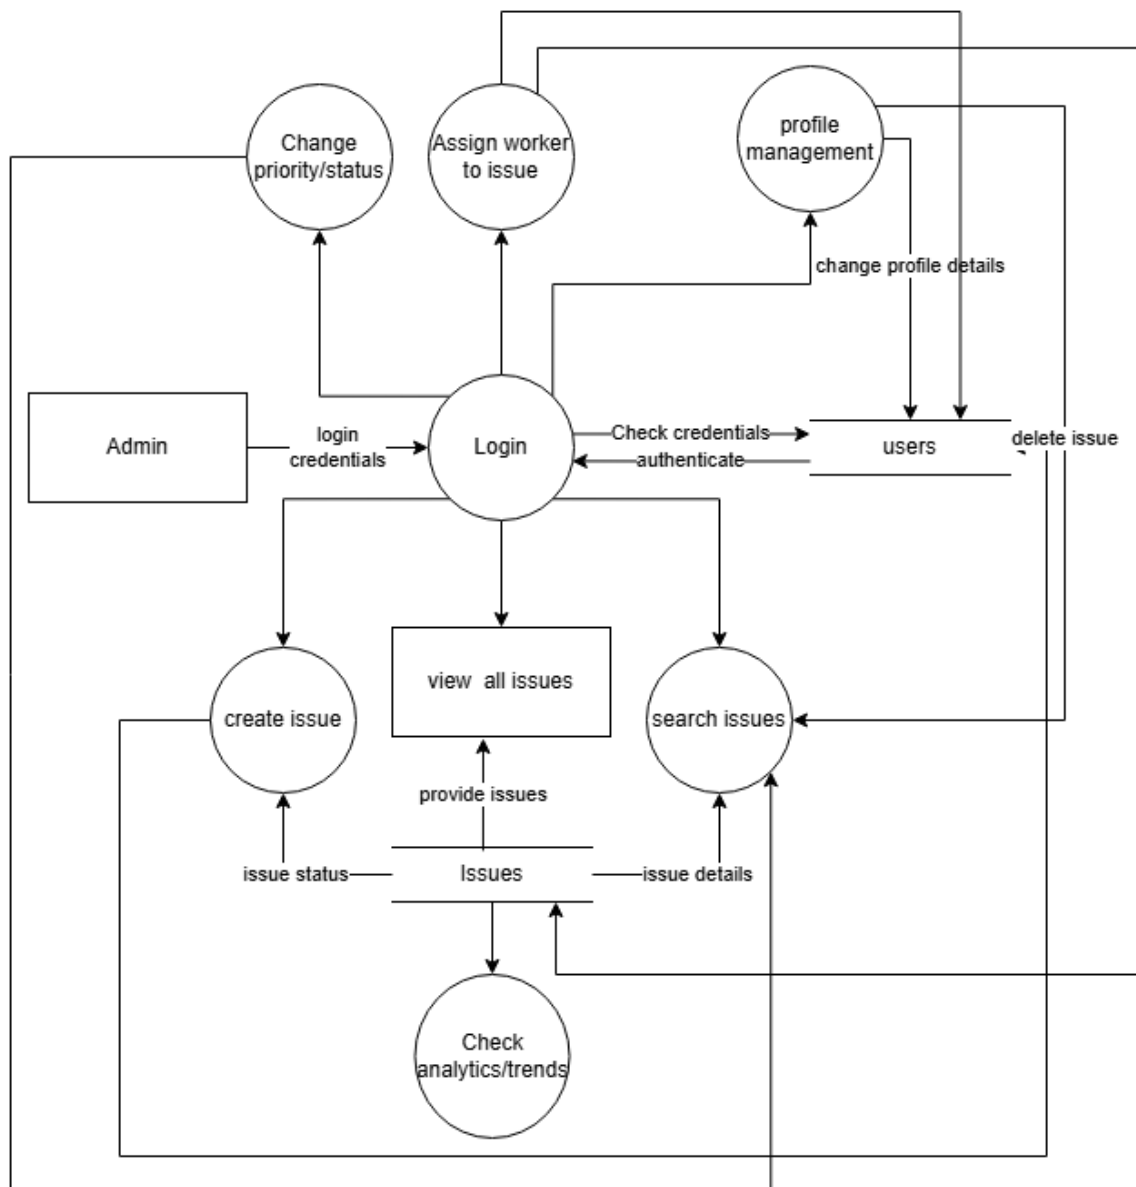 Change
priority/status
Assign worker
to issue
profile
management
change profile details
Admin
login
credentials
Login
Check credentials
authenticate
users
delete issue
create issue
view all issues
search issues
provide issues
issue status
Issues
issue details
Check
analytics/trends